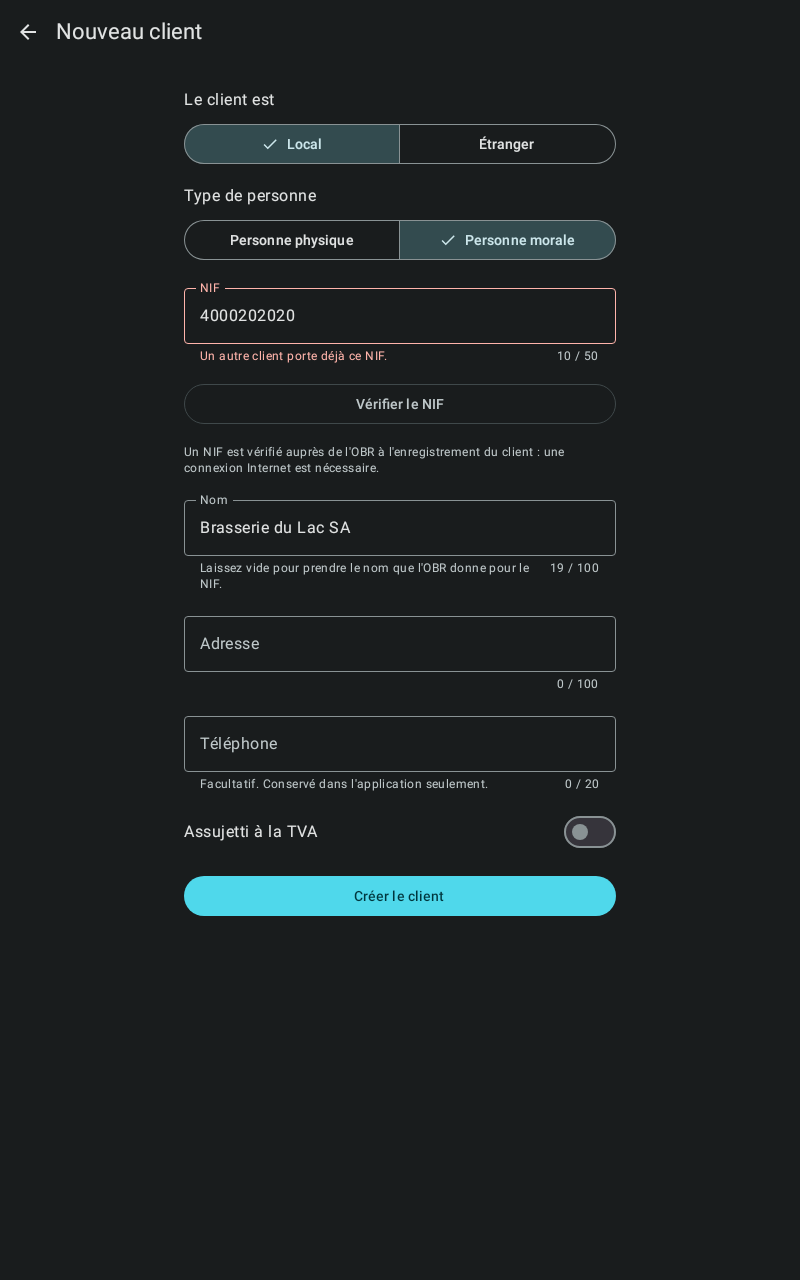 Nouveau client
Le client est
Local
Étranger
Type de personne
Personne physique
Personne morale
NIF
4000202020
Un autre client porte déjà ce NIF.
10 / 50
Vérifier le NIF
Un NIF est vérifié auprès de l'OBR à l'enregistrement du client : une
connexion Internet est nécessaire.
Nom
Brasserie du Lac SA
Laissez vide pour prendre le nom que l'OBR donne pour le
NIF.
19 / 100
Adresse
0 / 100
Téléphone
Facultatif. Conservé dans l'application seulement.
0 / 20
Assujetti à la TVA
Créer le client